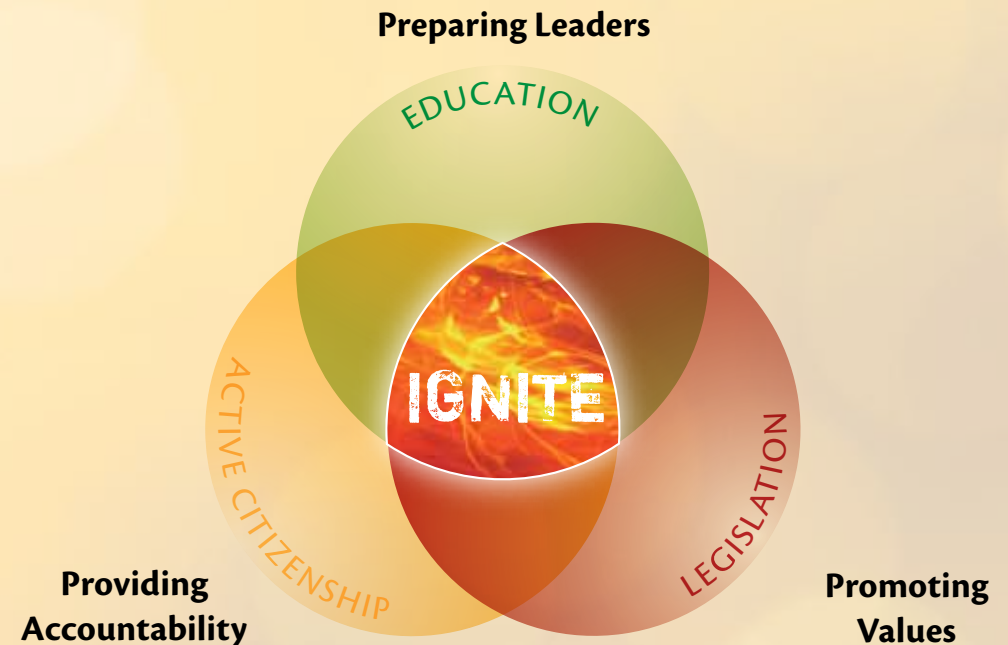 Preparing Leaders
EDUCATION
IGNITE
ACTIVE CITIZENSHIP
LEGISLATION
Providing
Accountability
Promoting
Values